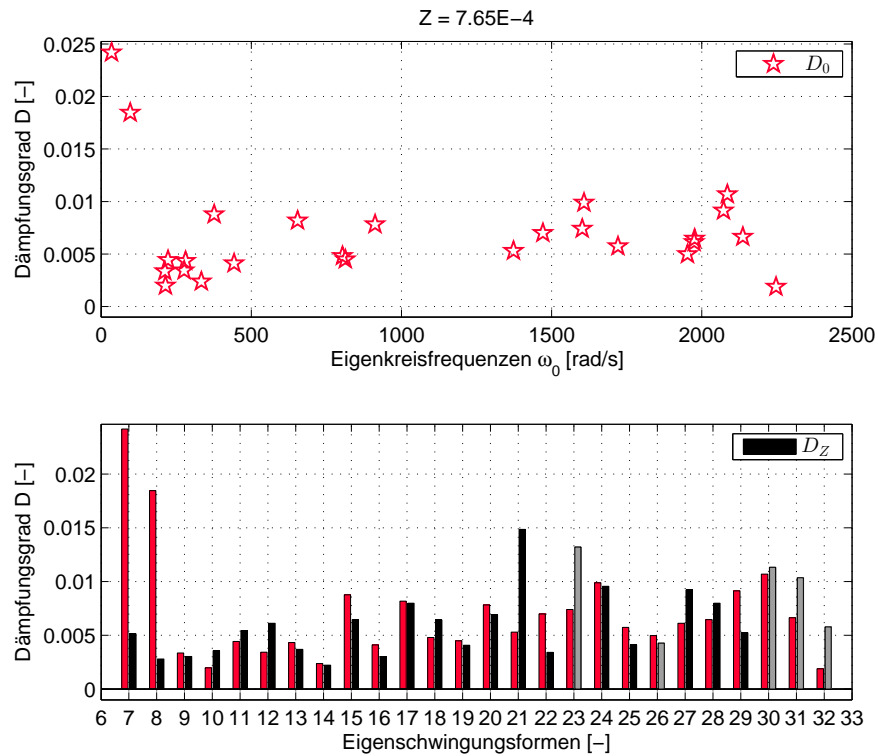 Z = 7.65E−4
0.025
0.02
0.015
0.01
0.005
0
Dämpfungsgrad D [−]
D₀
0 500 1000 1500 2000 2500
Eigenkreisfrequenzen ω₀ [rad/s]
0.02
0.015
0.01
0.005
0
Dämpfungsgrad D [−]
D_Z
6 7 8 9 10 11 12 13 14 15 16 17 18 19 20 21 22 23 24 25 26 27 28 29 30 31 32 33
Eigenschwingungsformen [−]